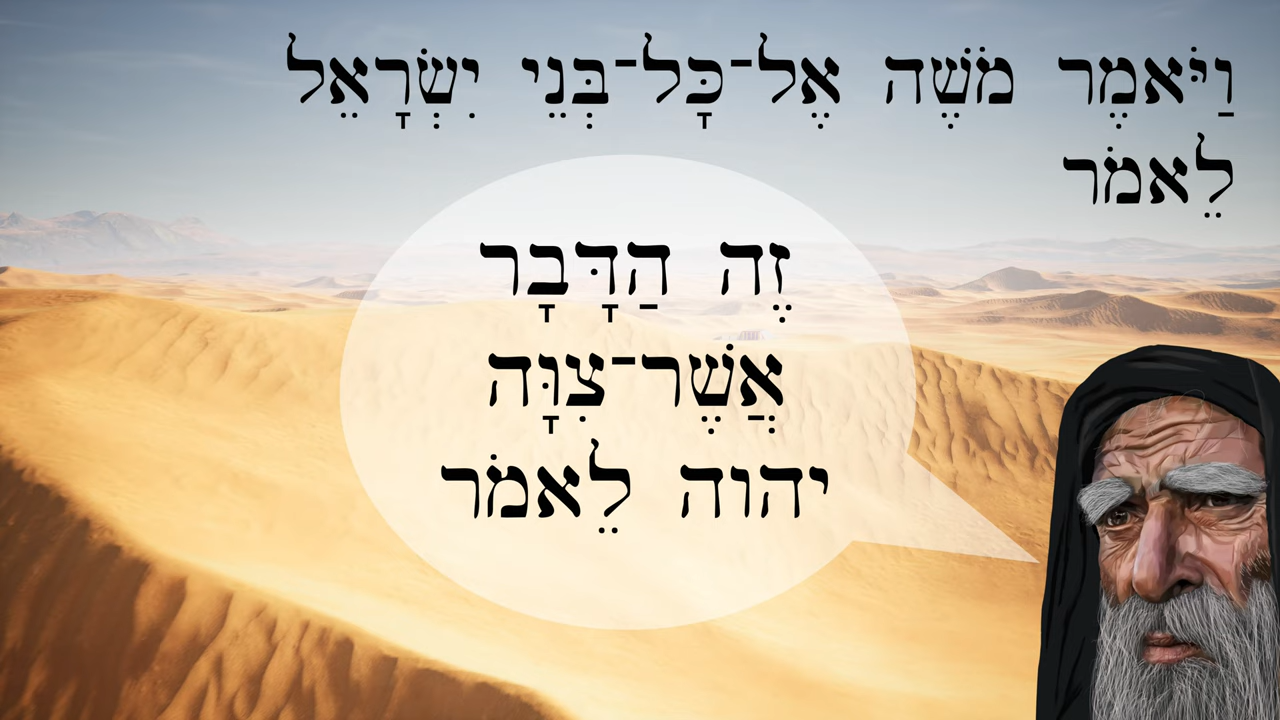 וַיֹּאמֶר מֹשֶׁה אֶל־כָּל־בְּנֵי יִשְׂרָאֵל
לֵאמֹר
זֶה הַדָּבָר
אֲשֶׁר־צִוָּה
יהוה לֵאמֹר